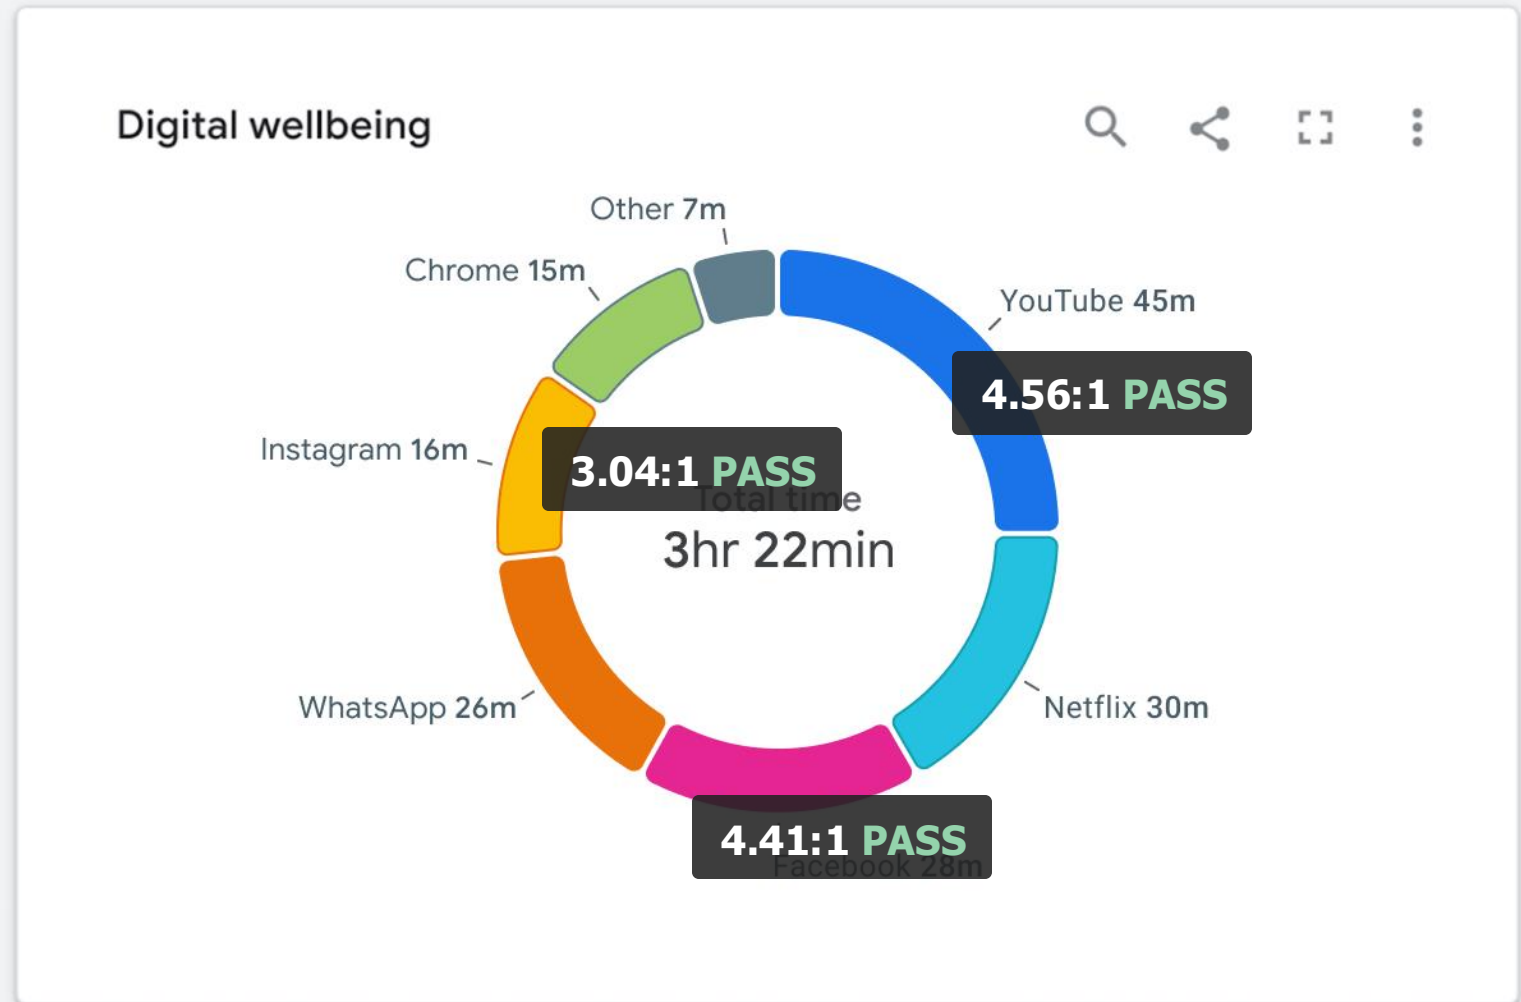 Digital wellbeing
Other 7m
Chrome 15m
YouTube 45m
4.56:1 PASS
Instagram 16m
3.04:1 PASS
Total time
3hr 22min
WhatsApp 26m
Netflix 30m
4.41:1 PASS
Facebook 28m